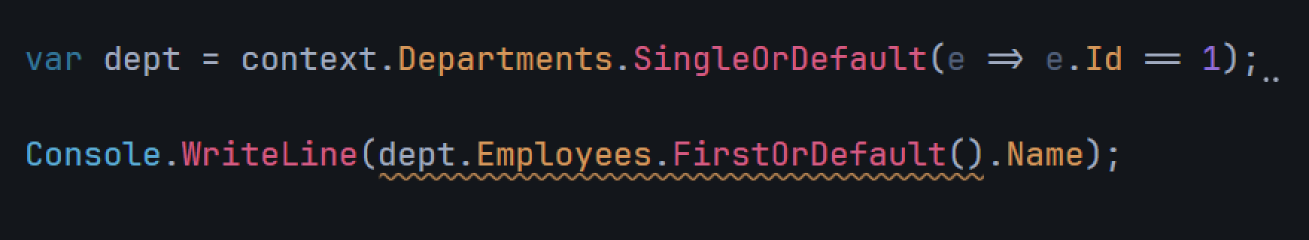 var dept = context.Departments.SingleOrDefault(e => e.Id == 1);
Console.WriteLine(dept.Employees.FirstOrDefault().Name);